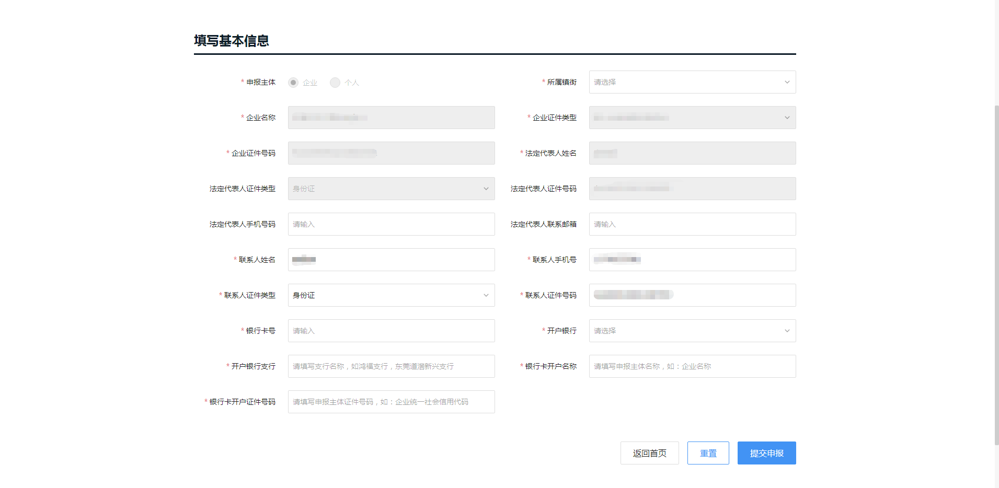 填写基本信息
* 申报主体 企业 个人 * 所属镇街 请选择
* 企业名称 * 企业证件类型
* 企业证件号码 * 法定代表人姓名
法定代表人证件类型 身份证 法定代表人证件号码
法定代表人手机号码 请输入 法定代表人联系邮箱 请输入
* 联系人姓名 * 联系人手机号
* 联系人证件类型 身份证 * 联系人证件号码
* 银行卡号 请输入 * 开户银行 请选择
* 开户银行支行 请填写支行名称，如鸿福支行，东莞道滘新兴支行 * 银行卡开户名称 请填写申报主体名称，如：企业名称
* 银行卡开户证件号码 请填写申报主体证件号码，如：企业统一社会信用代码
返回首页 重置 提交申报